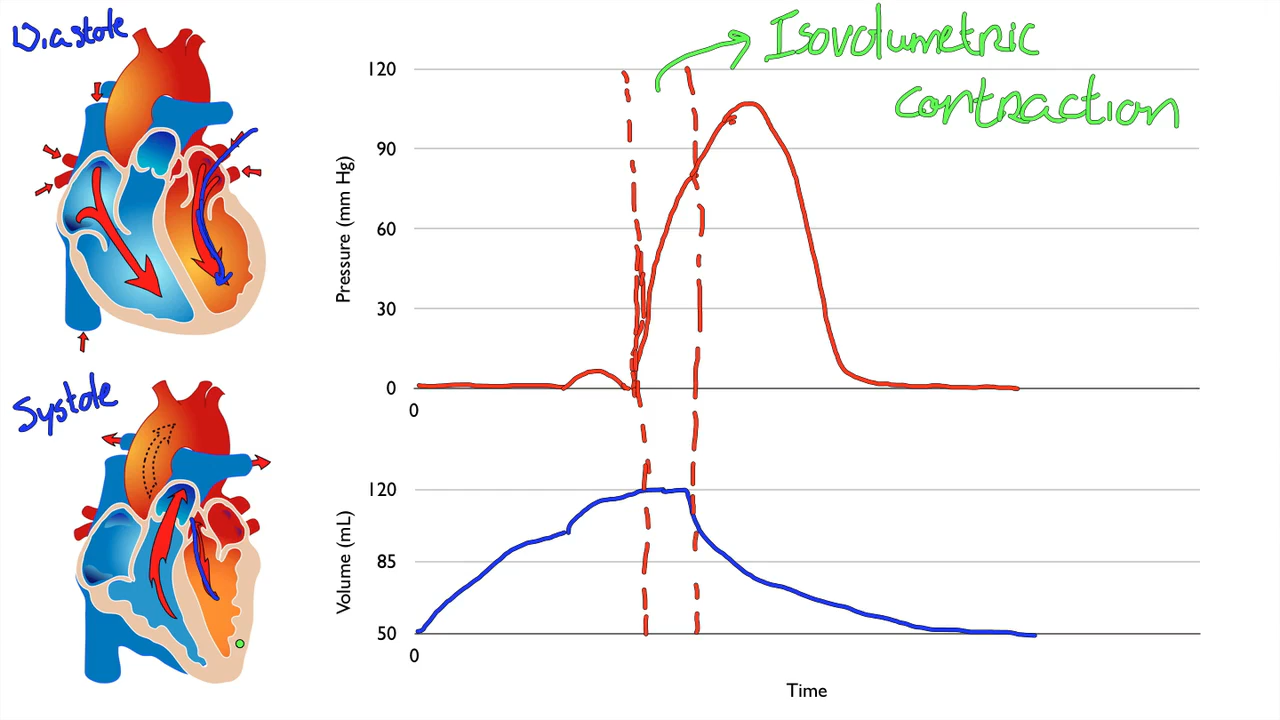 Diastole
Isovolumetric
contraction
120
90
60
30
0
0
Pressure (mm Hg)
Systole
120
85
50
0
Volume (mL)
Time